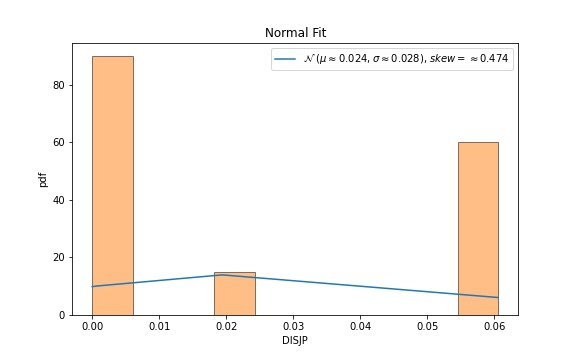 Normal Fit
𝒩 (μ ≈ 0.024, σ ≈ 0.028), skew = ≈ 0.474
pdf
80
60
40
20
0
0.00 0.01 0.02 0.03 0.04 0.05 0.06
DISJP